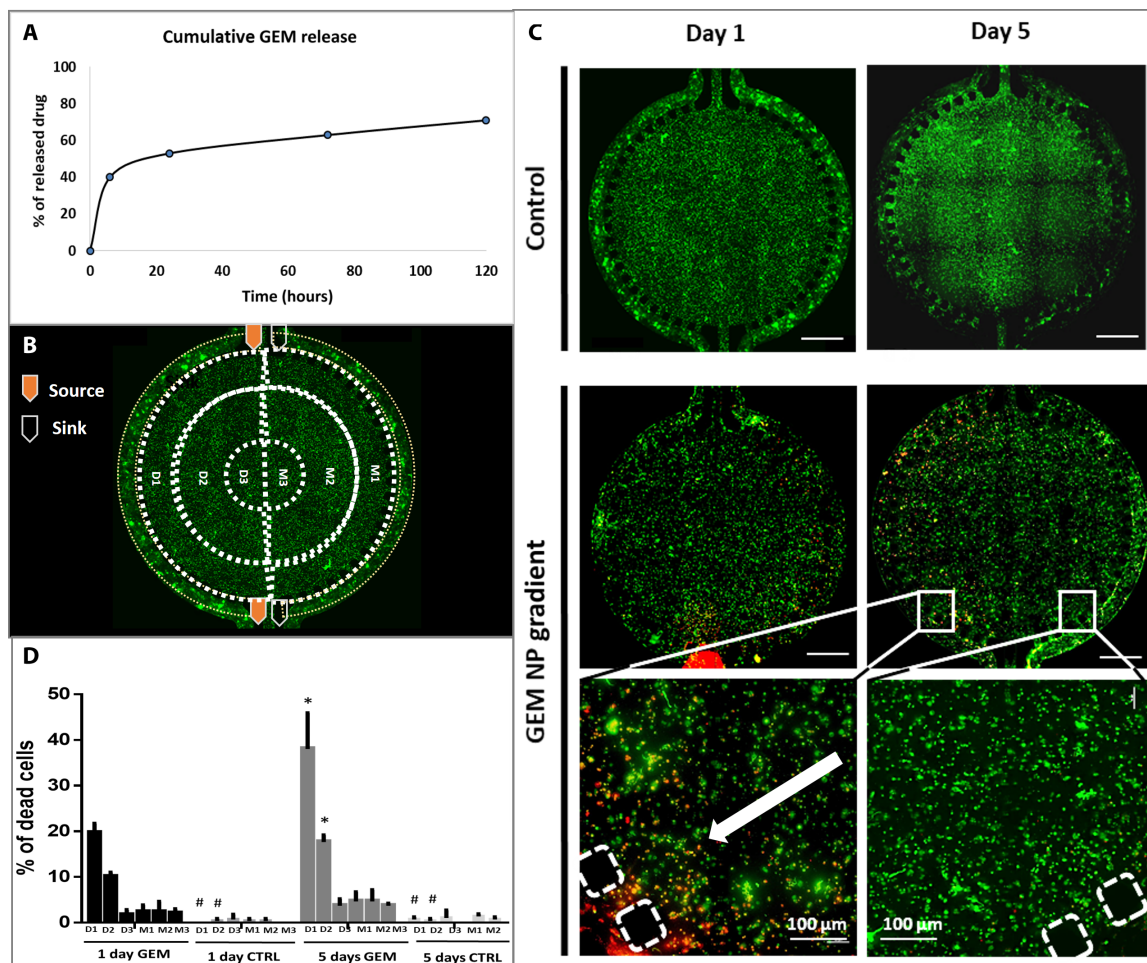 A
Cumulative GEM release
100
80
60
40
20
0
% of released drug
0 20 40 60 80 100 120
Time (hours)
B
Source
Sink
D1 D2 D3 M3 M2 M1
C
Day 1 Day 5
Control
GEM NP gradient
100 µm 100 µm
D
50
40
30
20
10
0
% of dead cells
* *
# # # #
D1 D2 D3 M1 M2 M3 D1 D2 D3 M1 M2 M3 D1 D2 D3 M1 M2 M3 D1 D2 D3 M1 M2
1 day GEM 1 day CTRL 5 days GEM 5 days CTRL